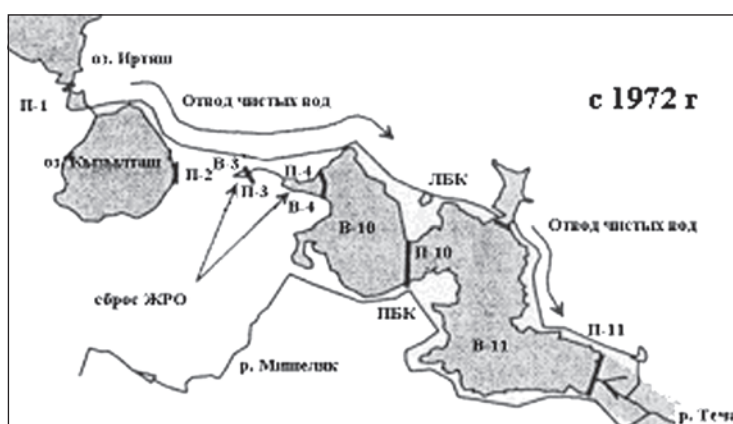 оз. Иртяш
Отвод чистых вод
с 1972 г
П-1
оз. Кызылташ
П-2
В-3
П-3
П-4
В-4
ЛБК
В-10
П-10
Отвод чистых вод
сброс ЖРО
ПБК
П-11
В-11
р. Мишеляк
р. Теча